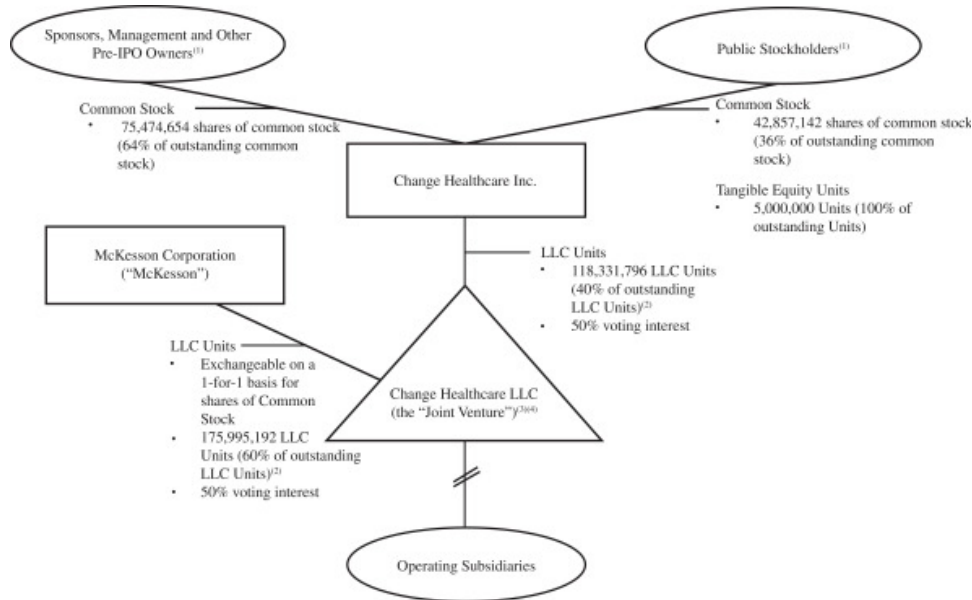 Sponsors, Management and Other
Pre-IPO Owners(1)
Public Stockholders(1)
Common Stock
• 75,474,654 shares of common stock
(64% of outstanding common
stock)
Common Stock
• 42,857,142 shares of common stock
(36% of outstanding common
stock)
Tangible Equity Units
• 5,000,000 Units (100% of
outstanding Units)
Change Healthcare Inc.
McKesson Corporation
(“McKesson”)
LLC Units
• 118,331,796 LLC Units
(40% of outstanding
LLC Units)(2)
• 50% voting interest
LLC Units
• Exchangeable on a
1-for-1 basis for
shares of Common
Stock
• 175,995,192 LLC
Units (60% of outstanding
LLC Units)(2)
• 50% voting interest
Change Healthcare LLC
(the “Joint Venture”)(3)(4)
Operating Subsidiaries